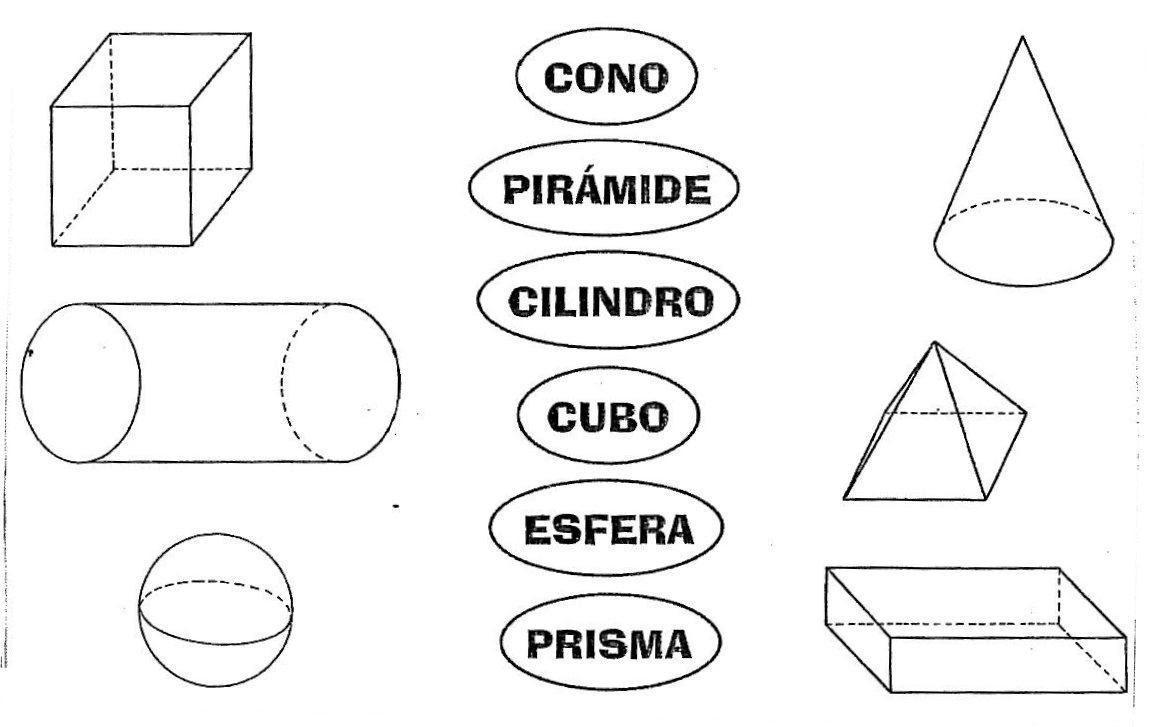 CONO
PIRÁMIDE
CILINDRO
CUBO
ESFERA
PRISMA